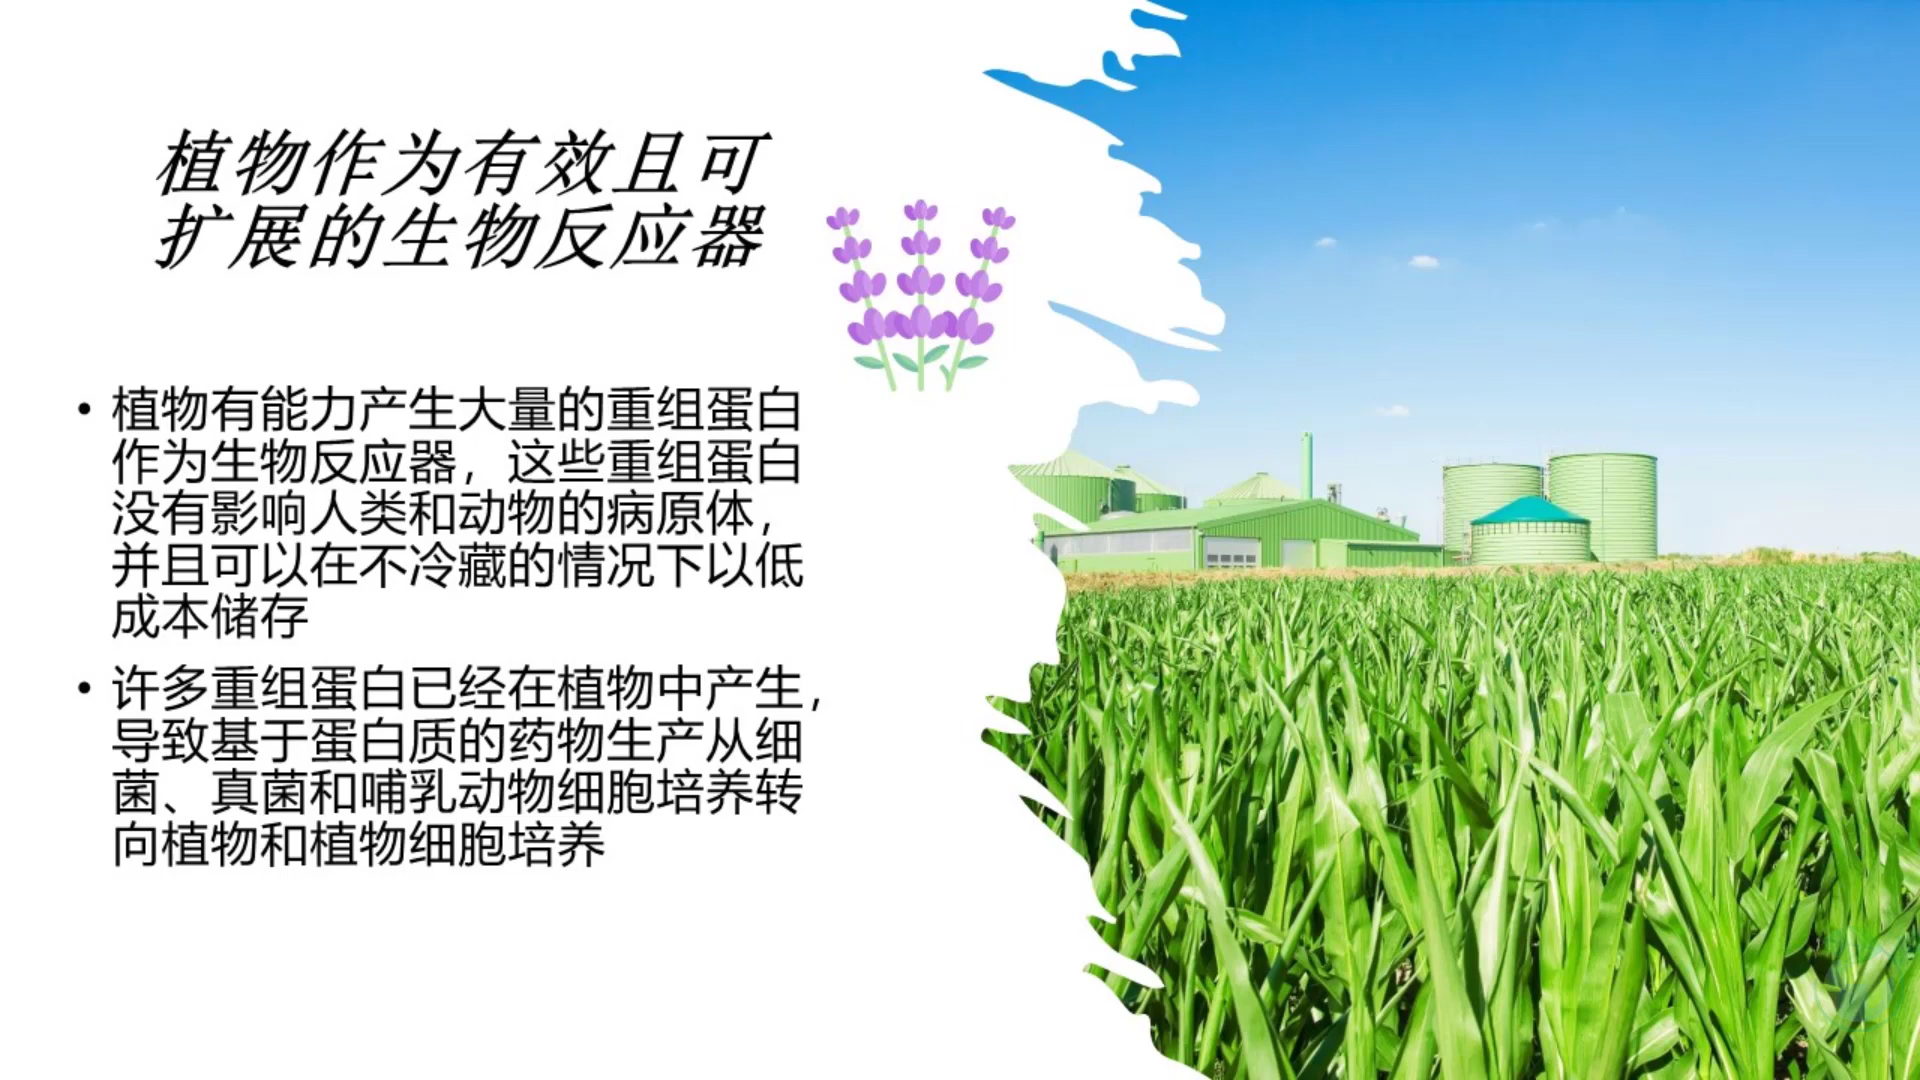 植物作为有效且可
扩展的生物反应器
• 植物有能力产生大量的重组蛋白
作为生物反应器，这些重组蛋白
没有影响人类和动物的病原体，
并且可以在不冷藏的情况下以低
成本储存
• 许多重组蛋白已经在植物中产生，
导致基于蛋白质的药物生产从细
菌、真菌和哺乳动物细胞培养转
向植物和植物细胞培养